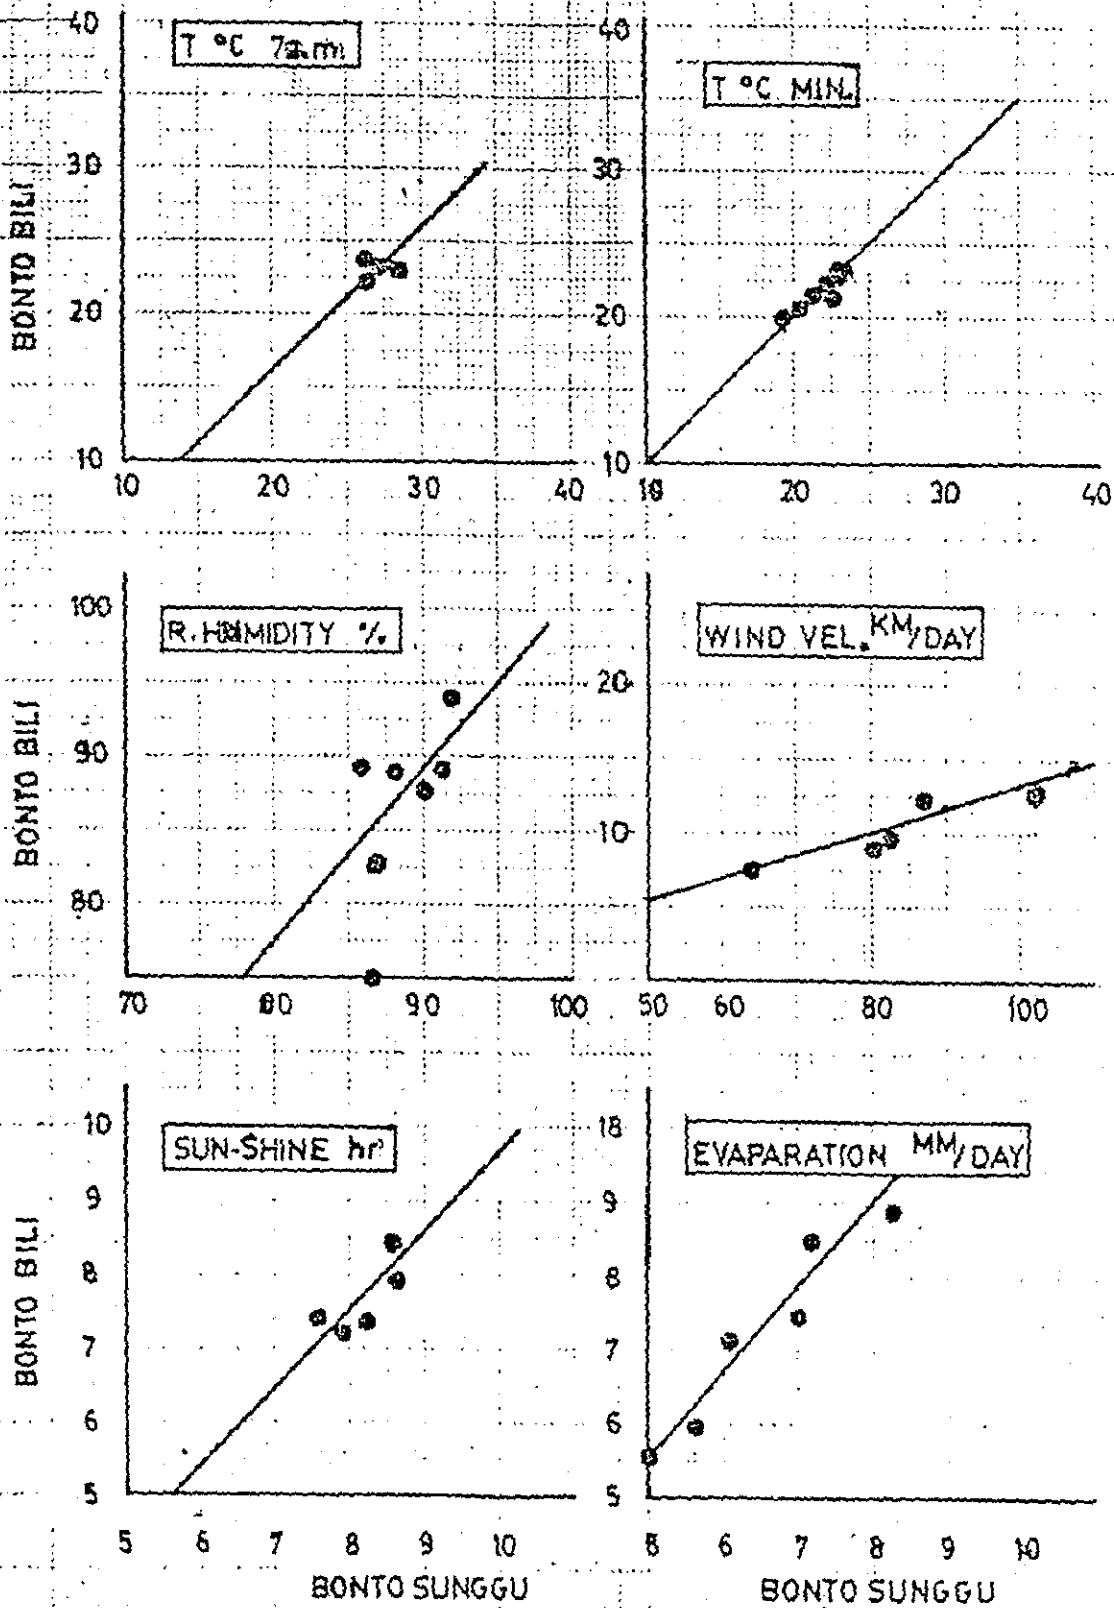 40
T °C 7a.m.
30
20
10
10 20 30 40
BONTO BILI
40
T °C MIN.
30
20
10
10 20 30 40
100
R. HUMIDITY %
90
80
70 80 90 100
BONTO BILI
WIND VEL. KM/DAY
20
10
50 60 80 100
10
SUN-SHINE hr
9
8
7
6
5
5 6 7 8 9 10
BONTO BILI
BONTO SUNGGU
10
EVAPARATION MM/DAY
9
8
7
6
5
5 6 7 8 9 10
BONTO SUNGGU